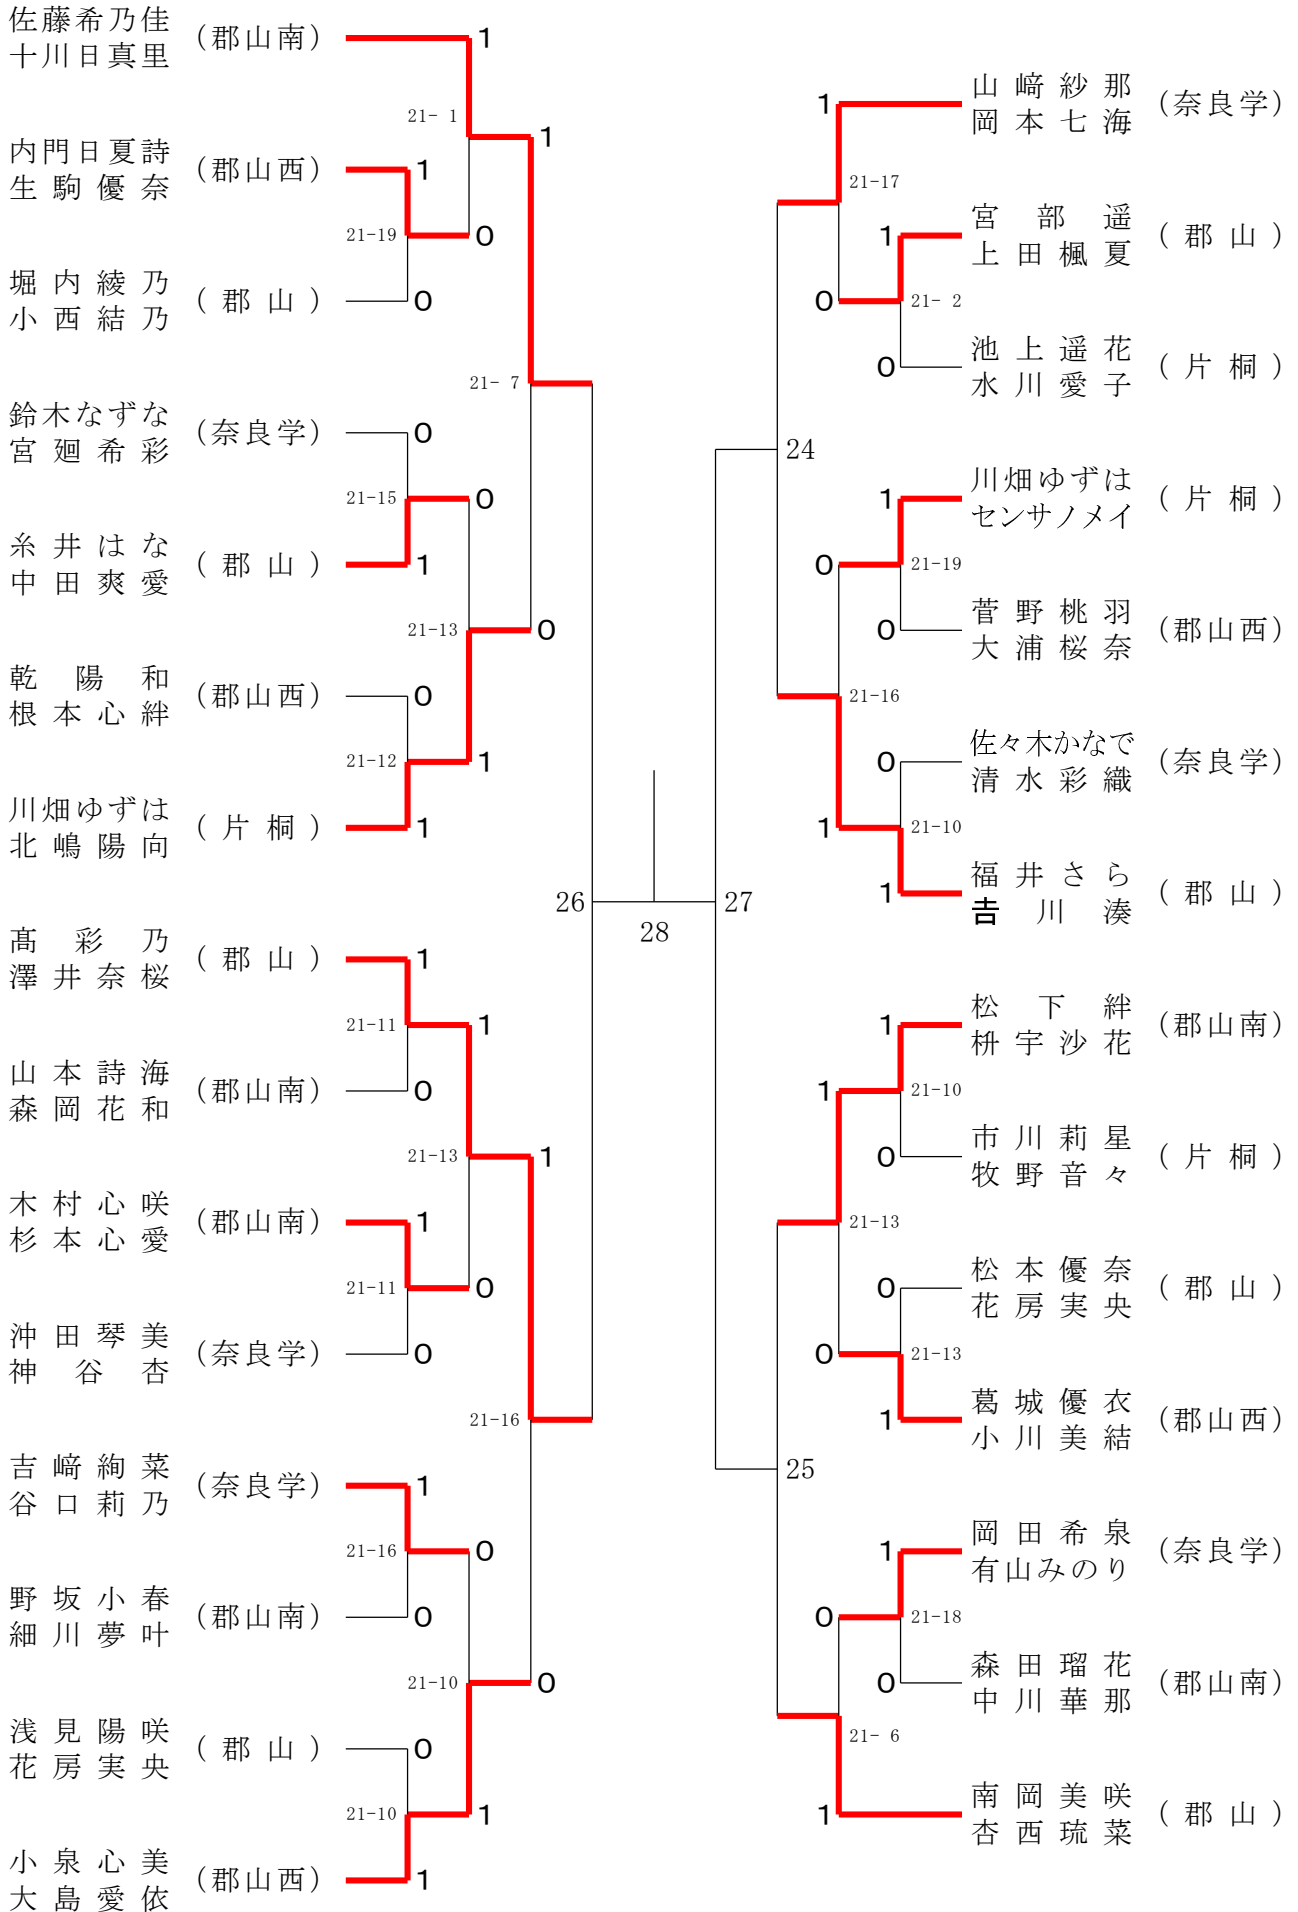 佐藤希乃佳
十川日真里
(郡山南)
1
21- 1
1
内門日夏詩
生駒優奈
(郡山西)
1
21-19
0
堀内綾乃
小西結乃
(郡山)
0
21- 7
鈴木なずな
宮廻希彩
(奈良学)
0
21-15
0
糸井はな
中田爽愛
(郡山)
1
21-13
0
乾陽和
根本心絆
(郡山西)
0
21-12
1
川畑ゆずは
北嶋陽向
(片桐)
1
26
髙彩乃
澤井奈桜
(郡山)
1
21-11
1
山本詩海
森岡花和
(郡山南)
0
21-13
1
木村心咲
杉本心愛
(郡山南)
1
21-11
0
沖田琴美
神谷杏
(奈良学)
0
21-16
吉﨑絢菜
谷口莉乃
(奈良学)
1
21-16
0
野坂小春
細川夢叶
(郡山南)
0
21-10
0
浅見陽咲
花房実央
(郡山)
0
21-10
1
小泉心美
大島愛依
(郡山西)
1
28
1
山﨑紗那
岡本七海
(奈良学)
21-17
1
宮部遥
上田楓夏
(郡山)
0
21- 2
0
池上遥花
水川愛子
(片桐)
24
1
川畑ゆずは
センサノメイ
(片桐)
0
21-19
0
菅野桃羽
大浦桜奈
(郡山西)
21-16
0
佐々木かなで
清水彩織
(奈良学)
1
21-10
1
福井さら
𠮷川湊
(郡山)
27
1
松下絆
枡宇沙花
(郡山南)
1
21-10
0
市川莉星
牧野音々
(片桐)
21-13
0
松本優奈
花房実央
(郡山)
0
21-13
1
葛城優衣
小川美結
(郡山西)
25
1
岡田希泉
有山みのり
(奈良学)
0
21-18
0
森田瑠花
中川華那
(郡山南)
21- 6
1
南岡美咲
杏西琉菜
(郡山)